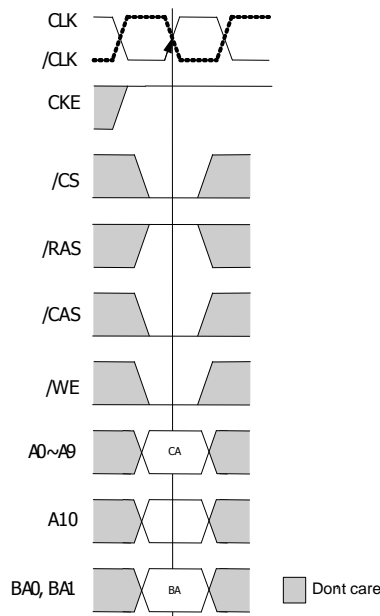 CLK
/CLK
CKE
/CS
/RAS
/CAS
/WE
A0~A9
CA
A10
BA0, BA1
BA
Dont care